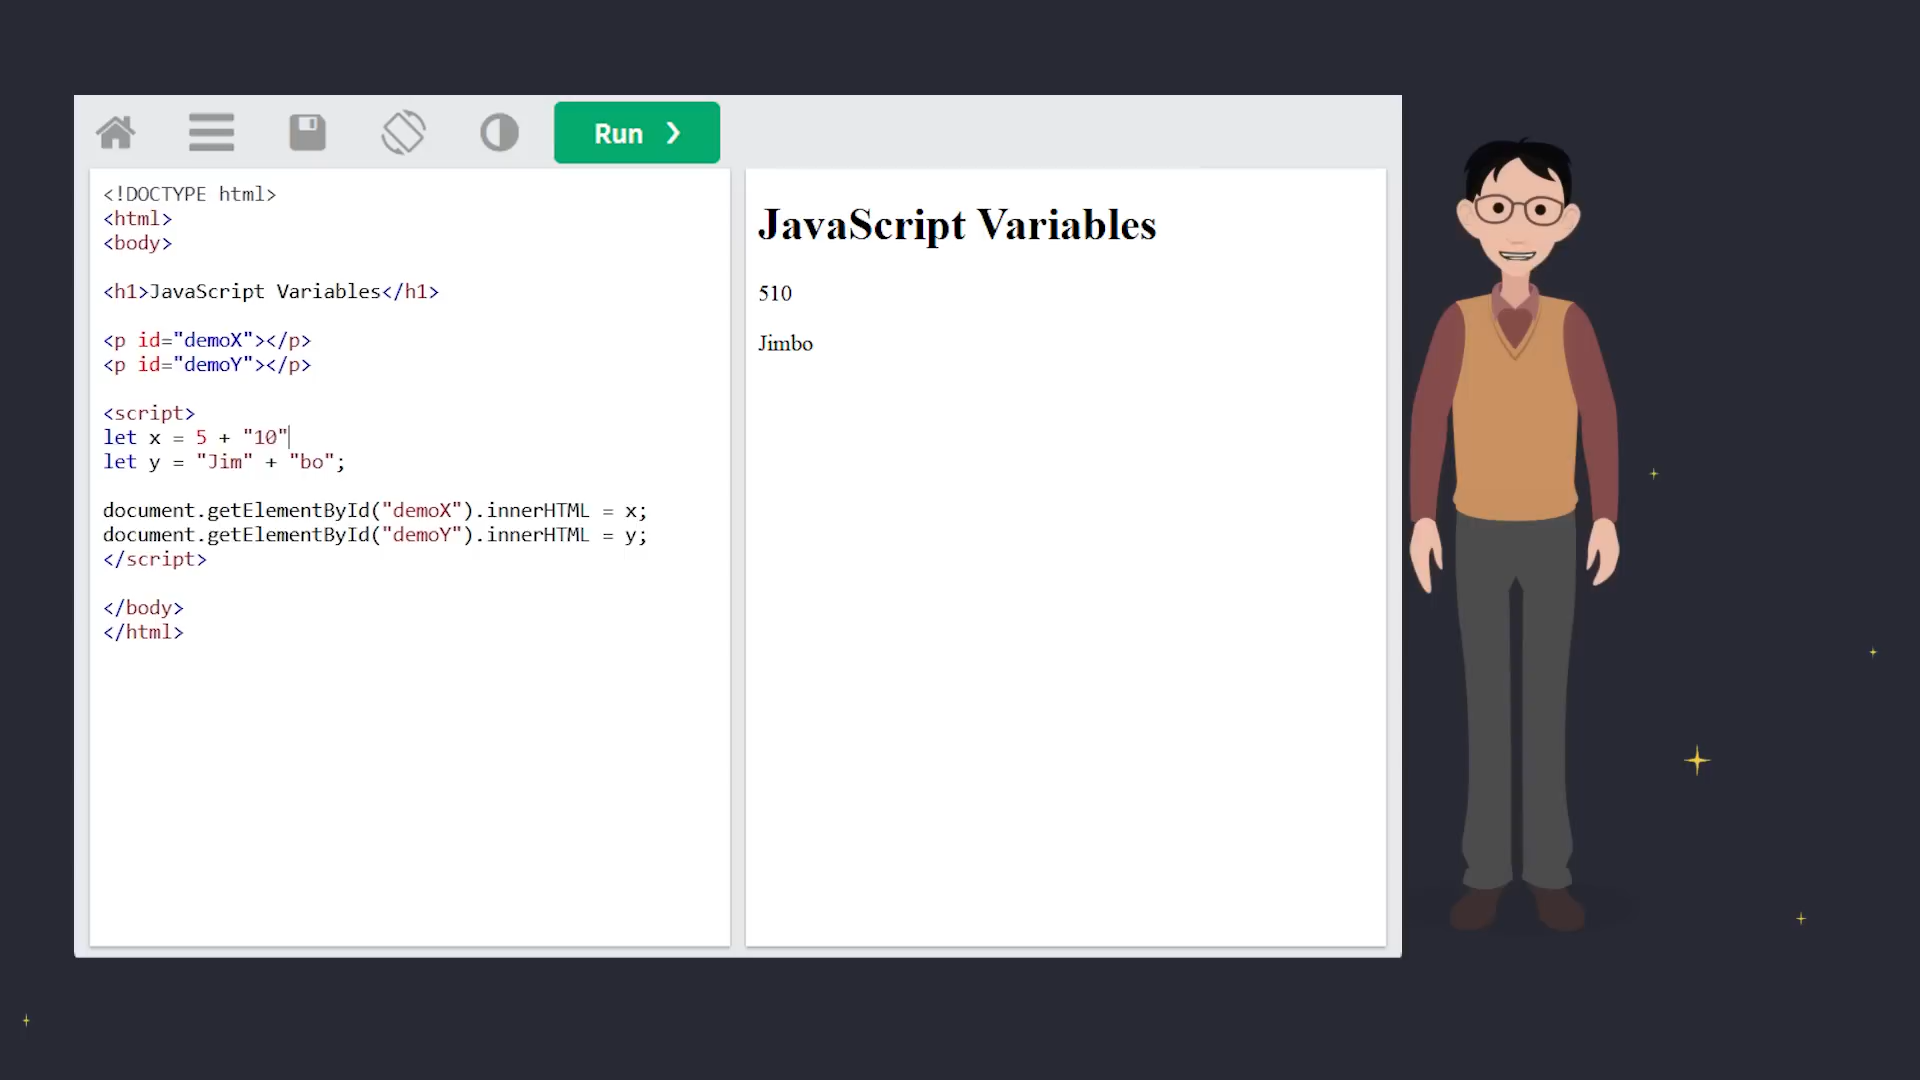 Run ❯
<!DOCTYPE html>
<html>
<body>
<h1>JavaScript Variables</h1>
<p id="demoX"></p>
<p id="demoY"></p>
<script>
let x = 5 + "10"
let y = "Jim" + "bo";
document.getElementById("demoX").innerHTML = x;
document.getElementById("demoY").innerHTML = y;
</script>
</body>
</html>
JavaScript Variables
510
Jimbo